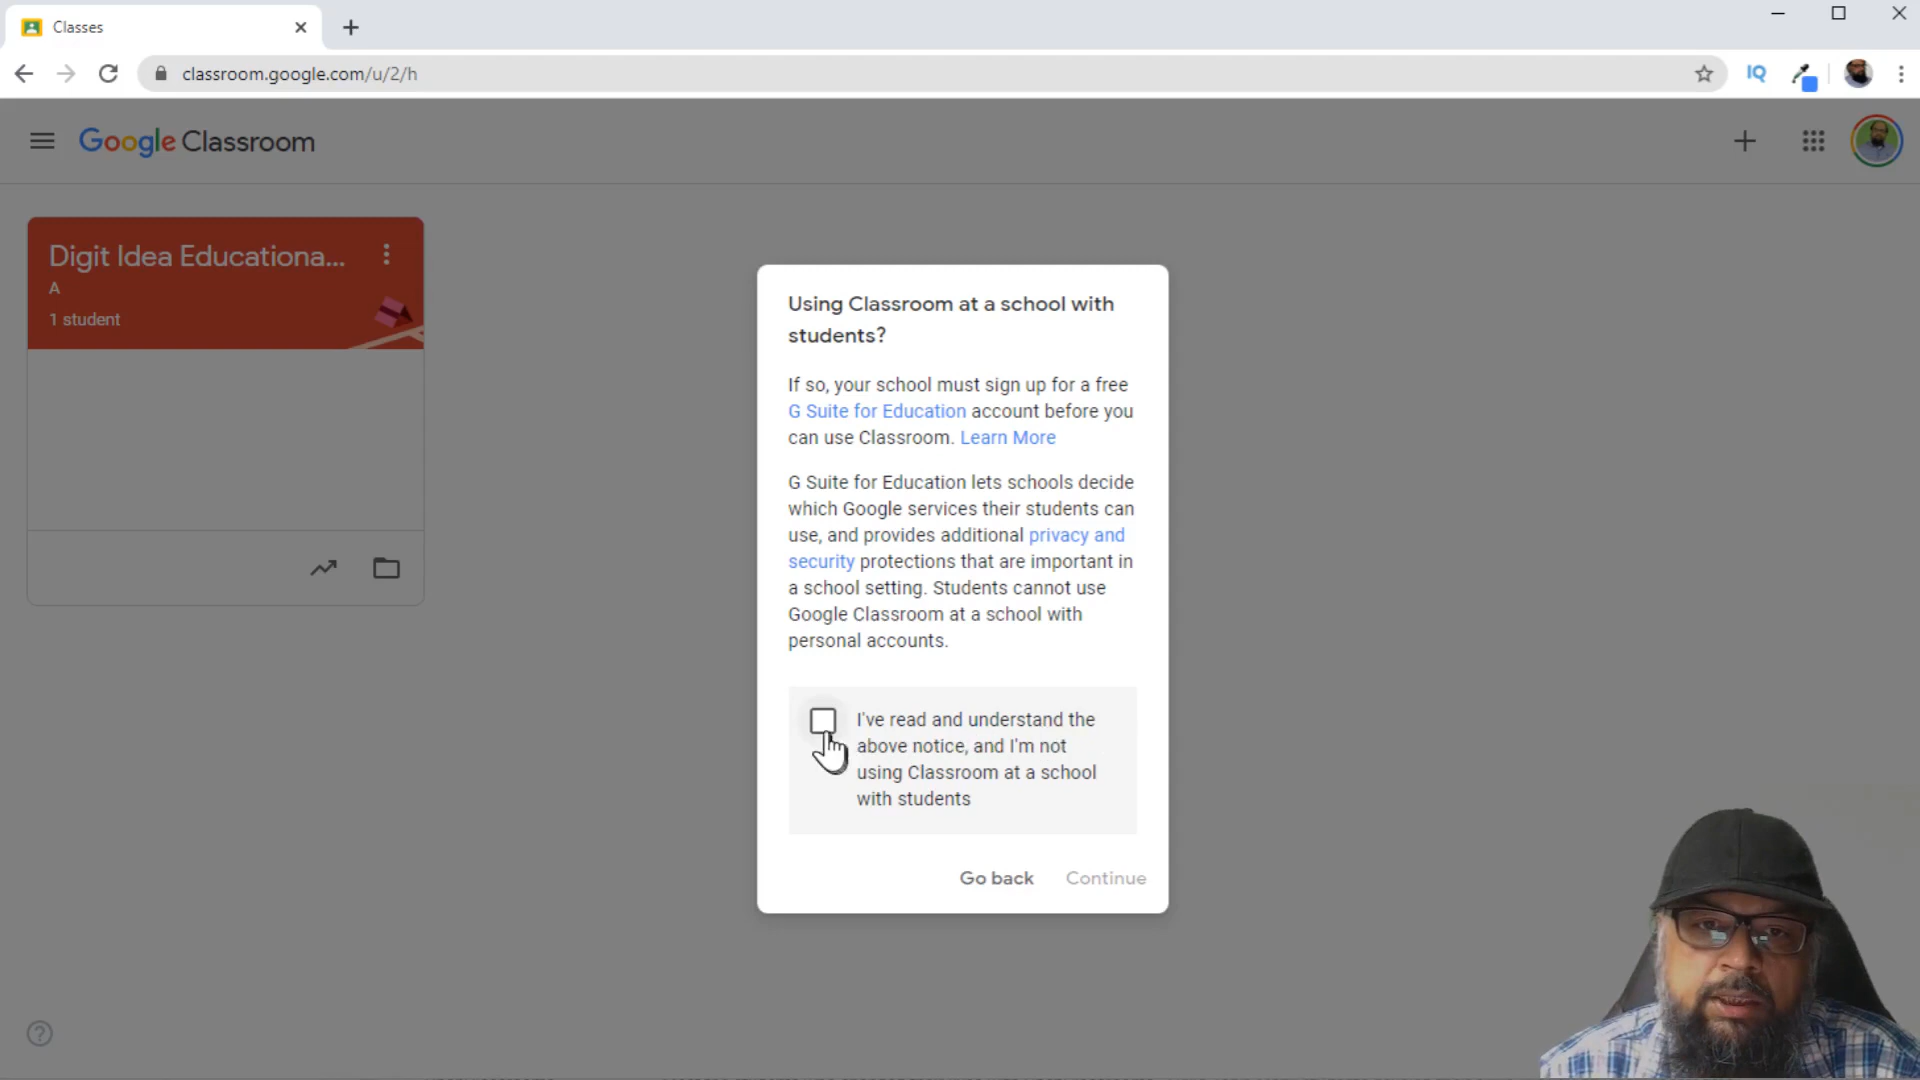 Classes
classroom.google.com/u/2/h
IQ
Google Classroom
Digit Idea Educationa...
A
1 student
Using Classroom at a school with
students?
If so, your school must sign up for a free
G Suite for Education account before you
can use Classroom. Learn More
G Suite for Education lets schools decide
which Google services their students can
use, and provides additional privacy and
security protections that are important in
a school setting. Students cannot use
Google Classroom at a school with
personal accounts.
I've read and understand the
above notice, and I'm not
using Classroom at a school
with students
Go back Continue